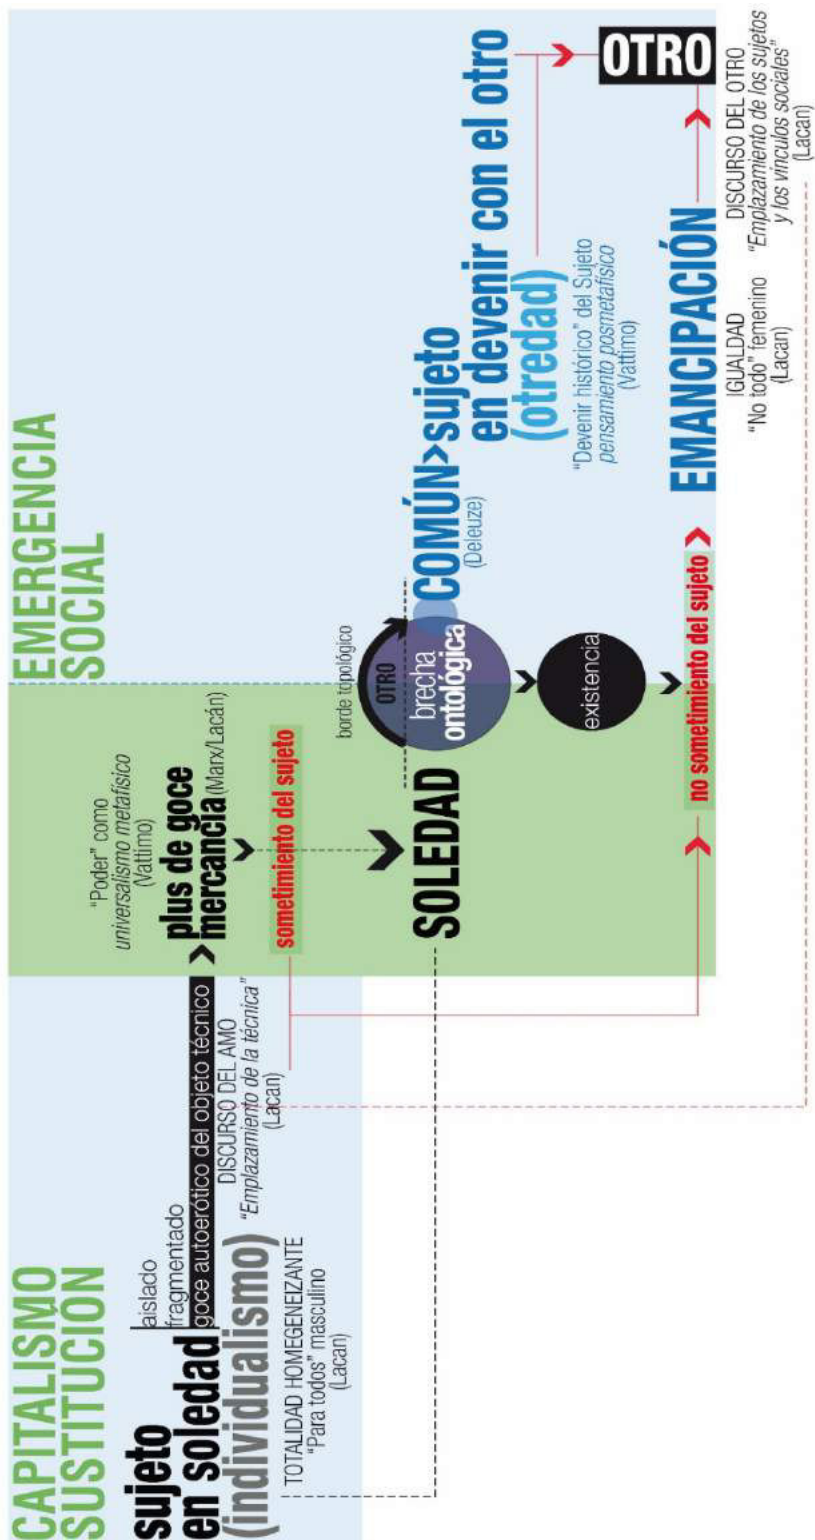 CAPITALISMO
SUSTITUCIÓN
sujeto
en soledad
(individualismo)
aislado
fragmentado
goce autoerótico del objeto técnico
TOTALIDAD HOMEGENEIZANTE
"Para todos" masculino
(Lacan)
DISCURSO DEL AMO
"Emplazamiento de la técnica"
(Lacan)
"Poder" como
universalismo metafísico
(Vattimo)
plus de goce
mercancía (Marx/Lacán)
sometimiento del sujeto
SOLEDAD
EMERGENCIA
SOCIAL
borde topológico
OTRO
brecha
ontológica
existencia
no sometimiento del sujeto
COMÚN>sujeto
(Deleuze)
en devenir con el otro
(otredad)
"Devenir histórico" del Sujeto
pensamiento posmetafísico
(Vattimo)
EMANCIPACIÓN
IGUALDAD
"No todo" femenino
(Lacan)
OTRO
DISCURSO DEL OTRO
"Emplazamiento de los sujetos
y los vínculos sociales"
(Lacan)